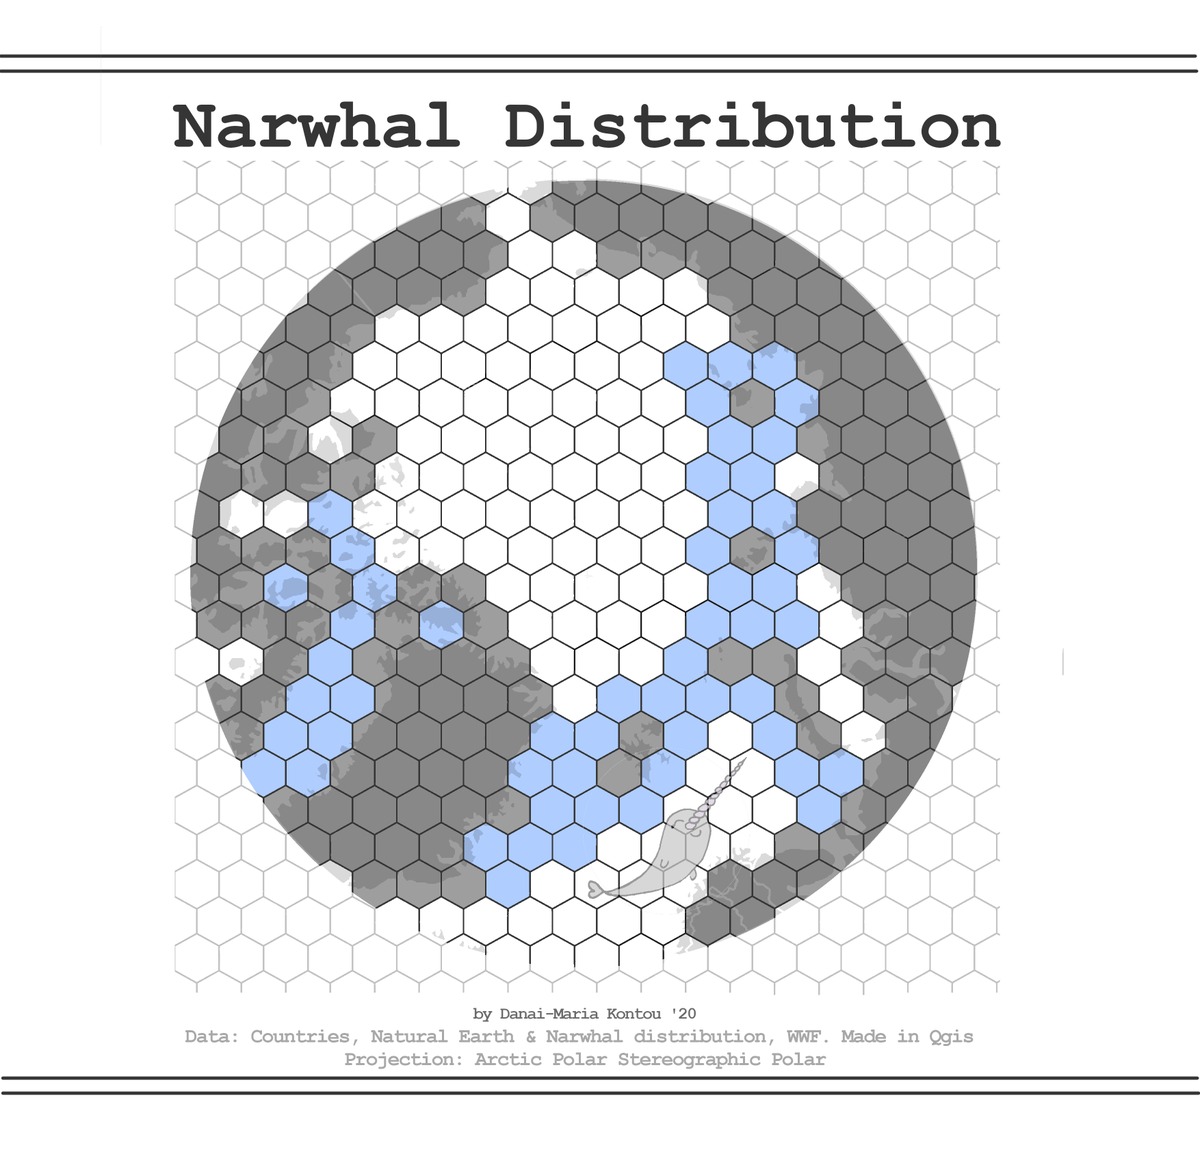 Narwhal Distribution
by Danai-Maria Kontou '20
Data: Countries, Natural Earth & Narwhal distribution, WWF. Made in Qgis
Projection: Arctic Polar Stereographic Polar